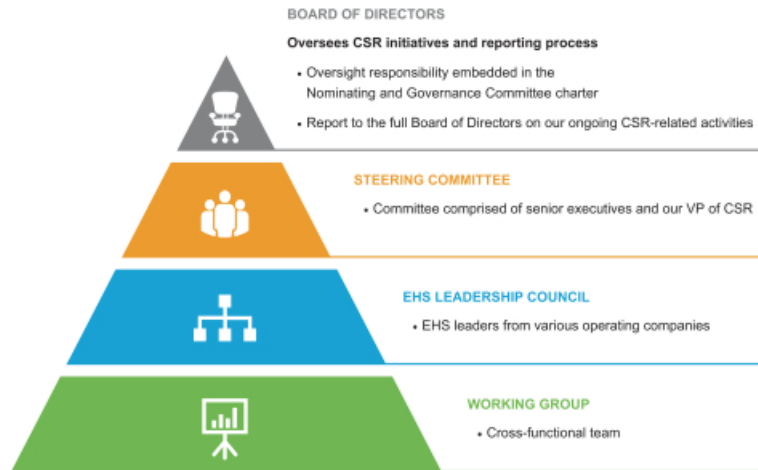 BOARD OF DIRECTORS
Oversees CSR initiatives and reporting process
• Oversight responsibility embedded in the
Nominating and Governance Committee charter
• Report to the full Board of Directors on our ongoing CSR-related activities
STEERING COMMITTEE
• Committee comprised of senior executives and our VP of CSR
EHS LEADERSHIP COUNCIL
• EHS leaders from various operating companies
WORKING GROUP
• Cross-functional team